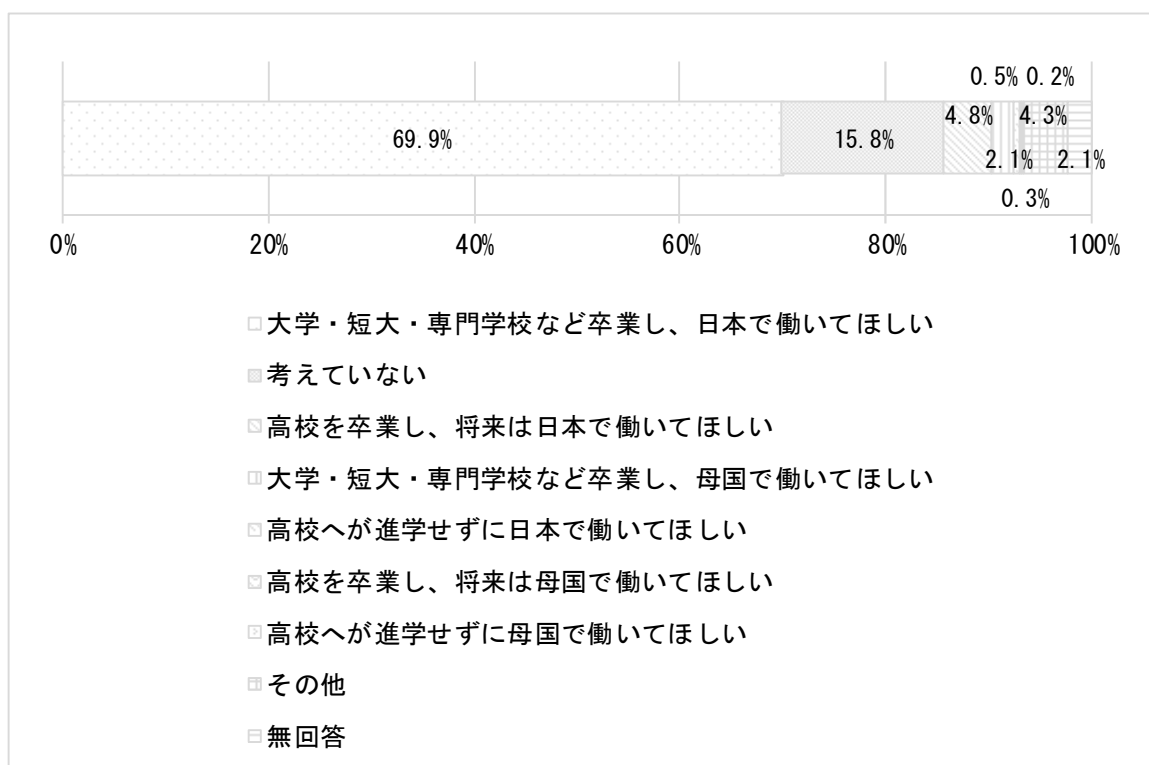 0.5% 0.2%
69.9% 15.8% 4.8% 4.3%
2.1% 2.1%
0.3%
0% 20% 40% 60% 80% 100%
大学・短大・専門学校など卒業し、日本で働いてほしい
考えていない
高校を卒業し、将来は日本で働いてほしい
大学・短大・専門学校など卒業し、母国で働いてほしい
高校へが進学せずに日本で働いてほしい
高校を卒業し、将来は母国で働いてほしい
高校へが進学せずに母国で働いてほしい
その他
無回答